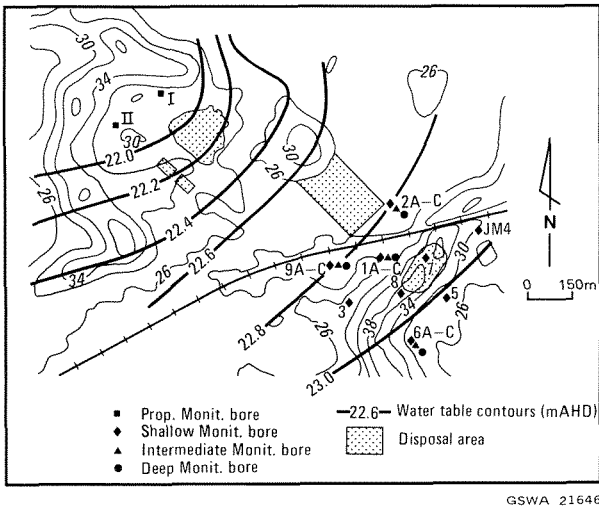 30
34
26
I
II
30
22.0
22.2
22.4
22.6
26
30
26
34
26
26
2A–C
JM4
30
9A–C
1A–C
7
8
3
5
34
26
22.8
26
38
6A–C
23.0
N
0 150m
Prop. Monit. bore
Shallow Monit. bore
Intermediate Monit. bore
Deep Monit. bore
22.6 Water table contours (mAHD)
Disposal area
GSWA 21646